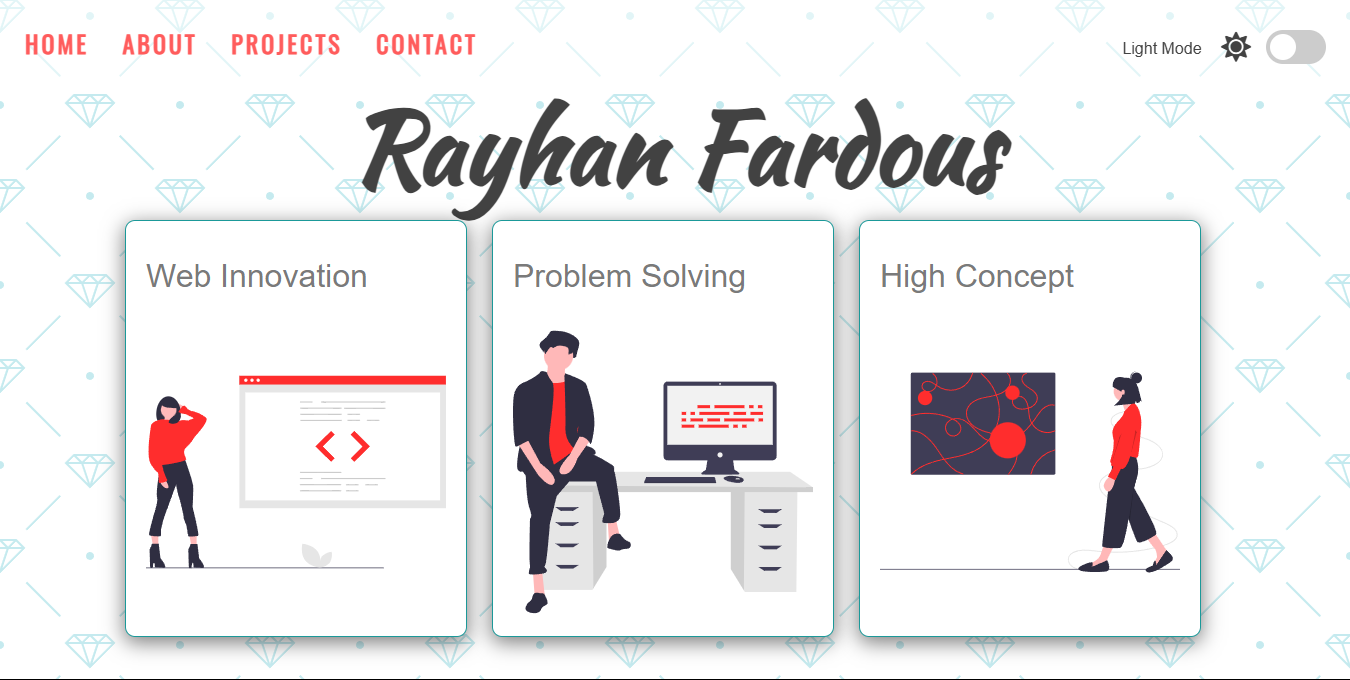 HOME ABOUT PROJECTS CONTACT Light Mode
Rayhan Fardous
Web Innovation Problem Solving High Concept